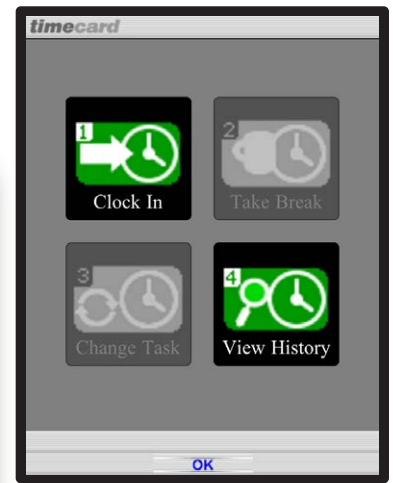 timecard
1
Clock In
2
Take Break
3
Change Task
4
View History
OK